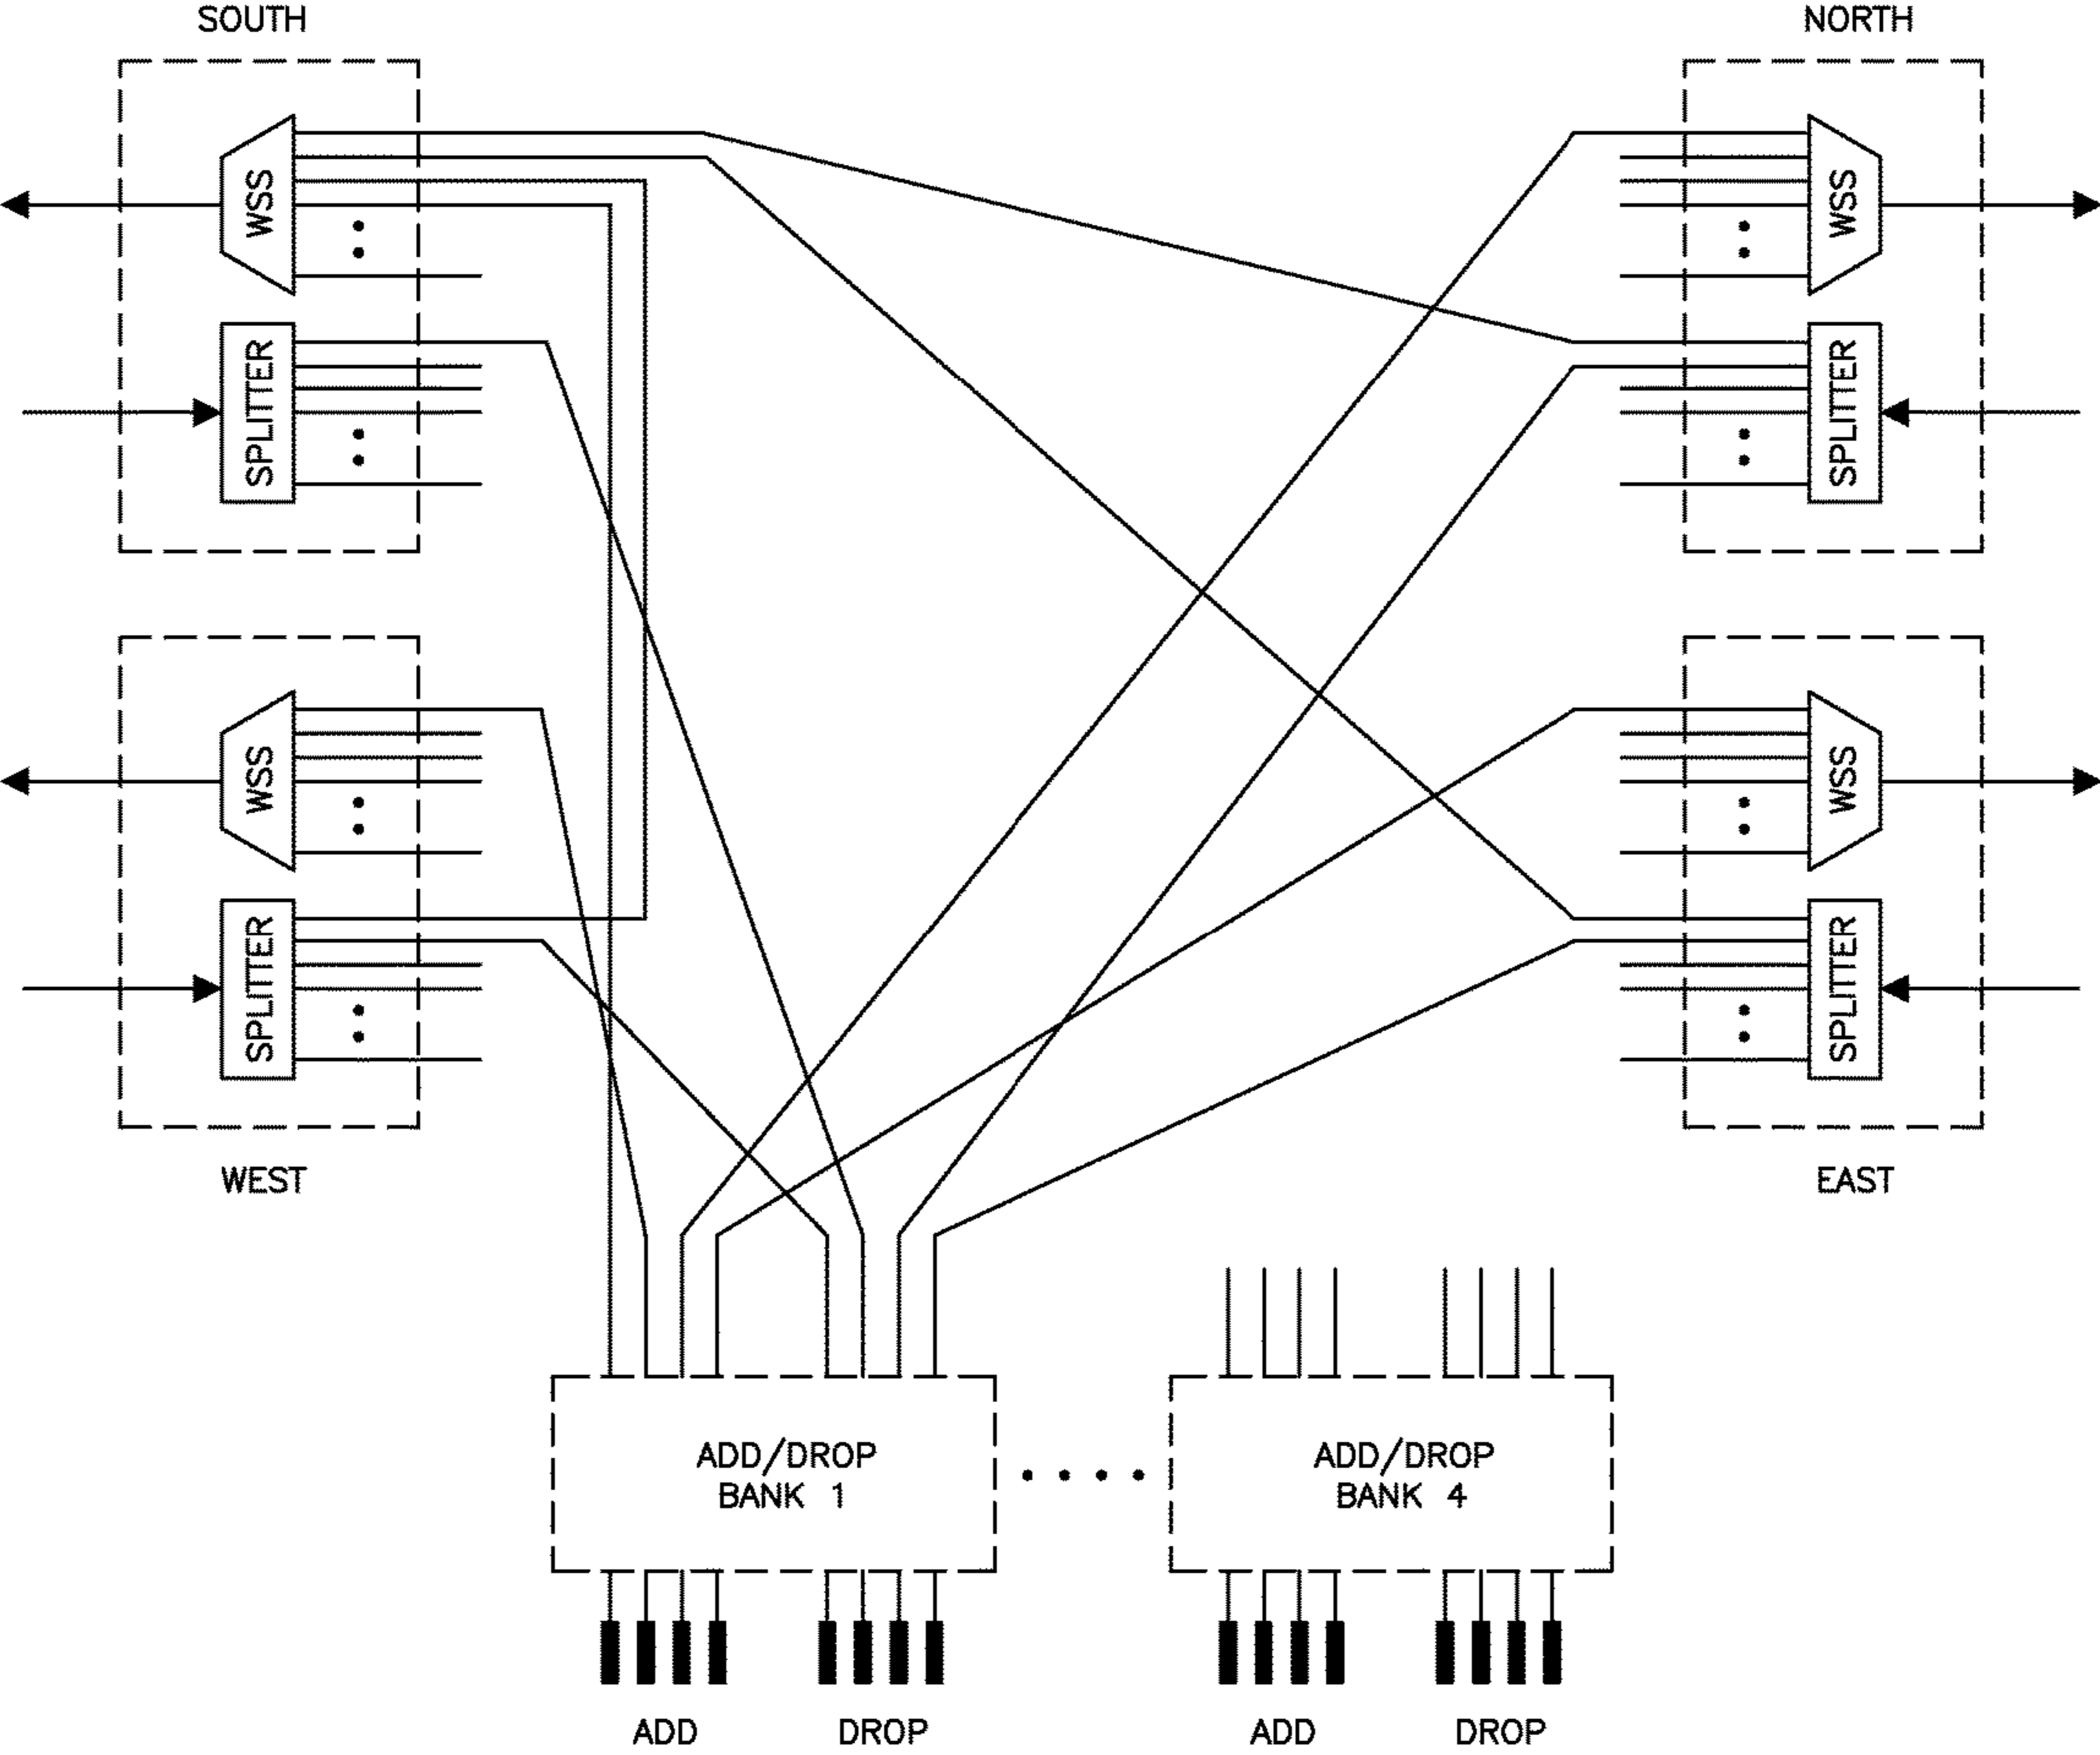 SOUTH
NORTH
WSS
WSS
SPLITTER
SPLITTER
WSS
WSS
SPLITTER
SPLITTER
WEST
EAST
ADD/DROP
BANK 1
ADD/DROP
BANK 4
ADD
DROP
ADD
DROP